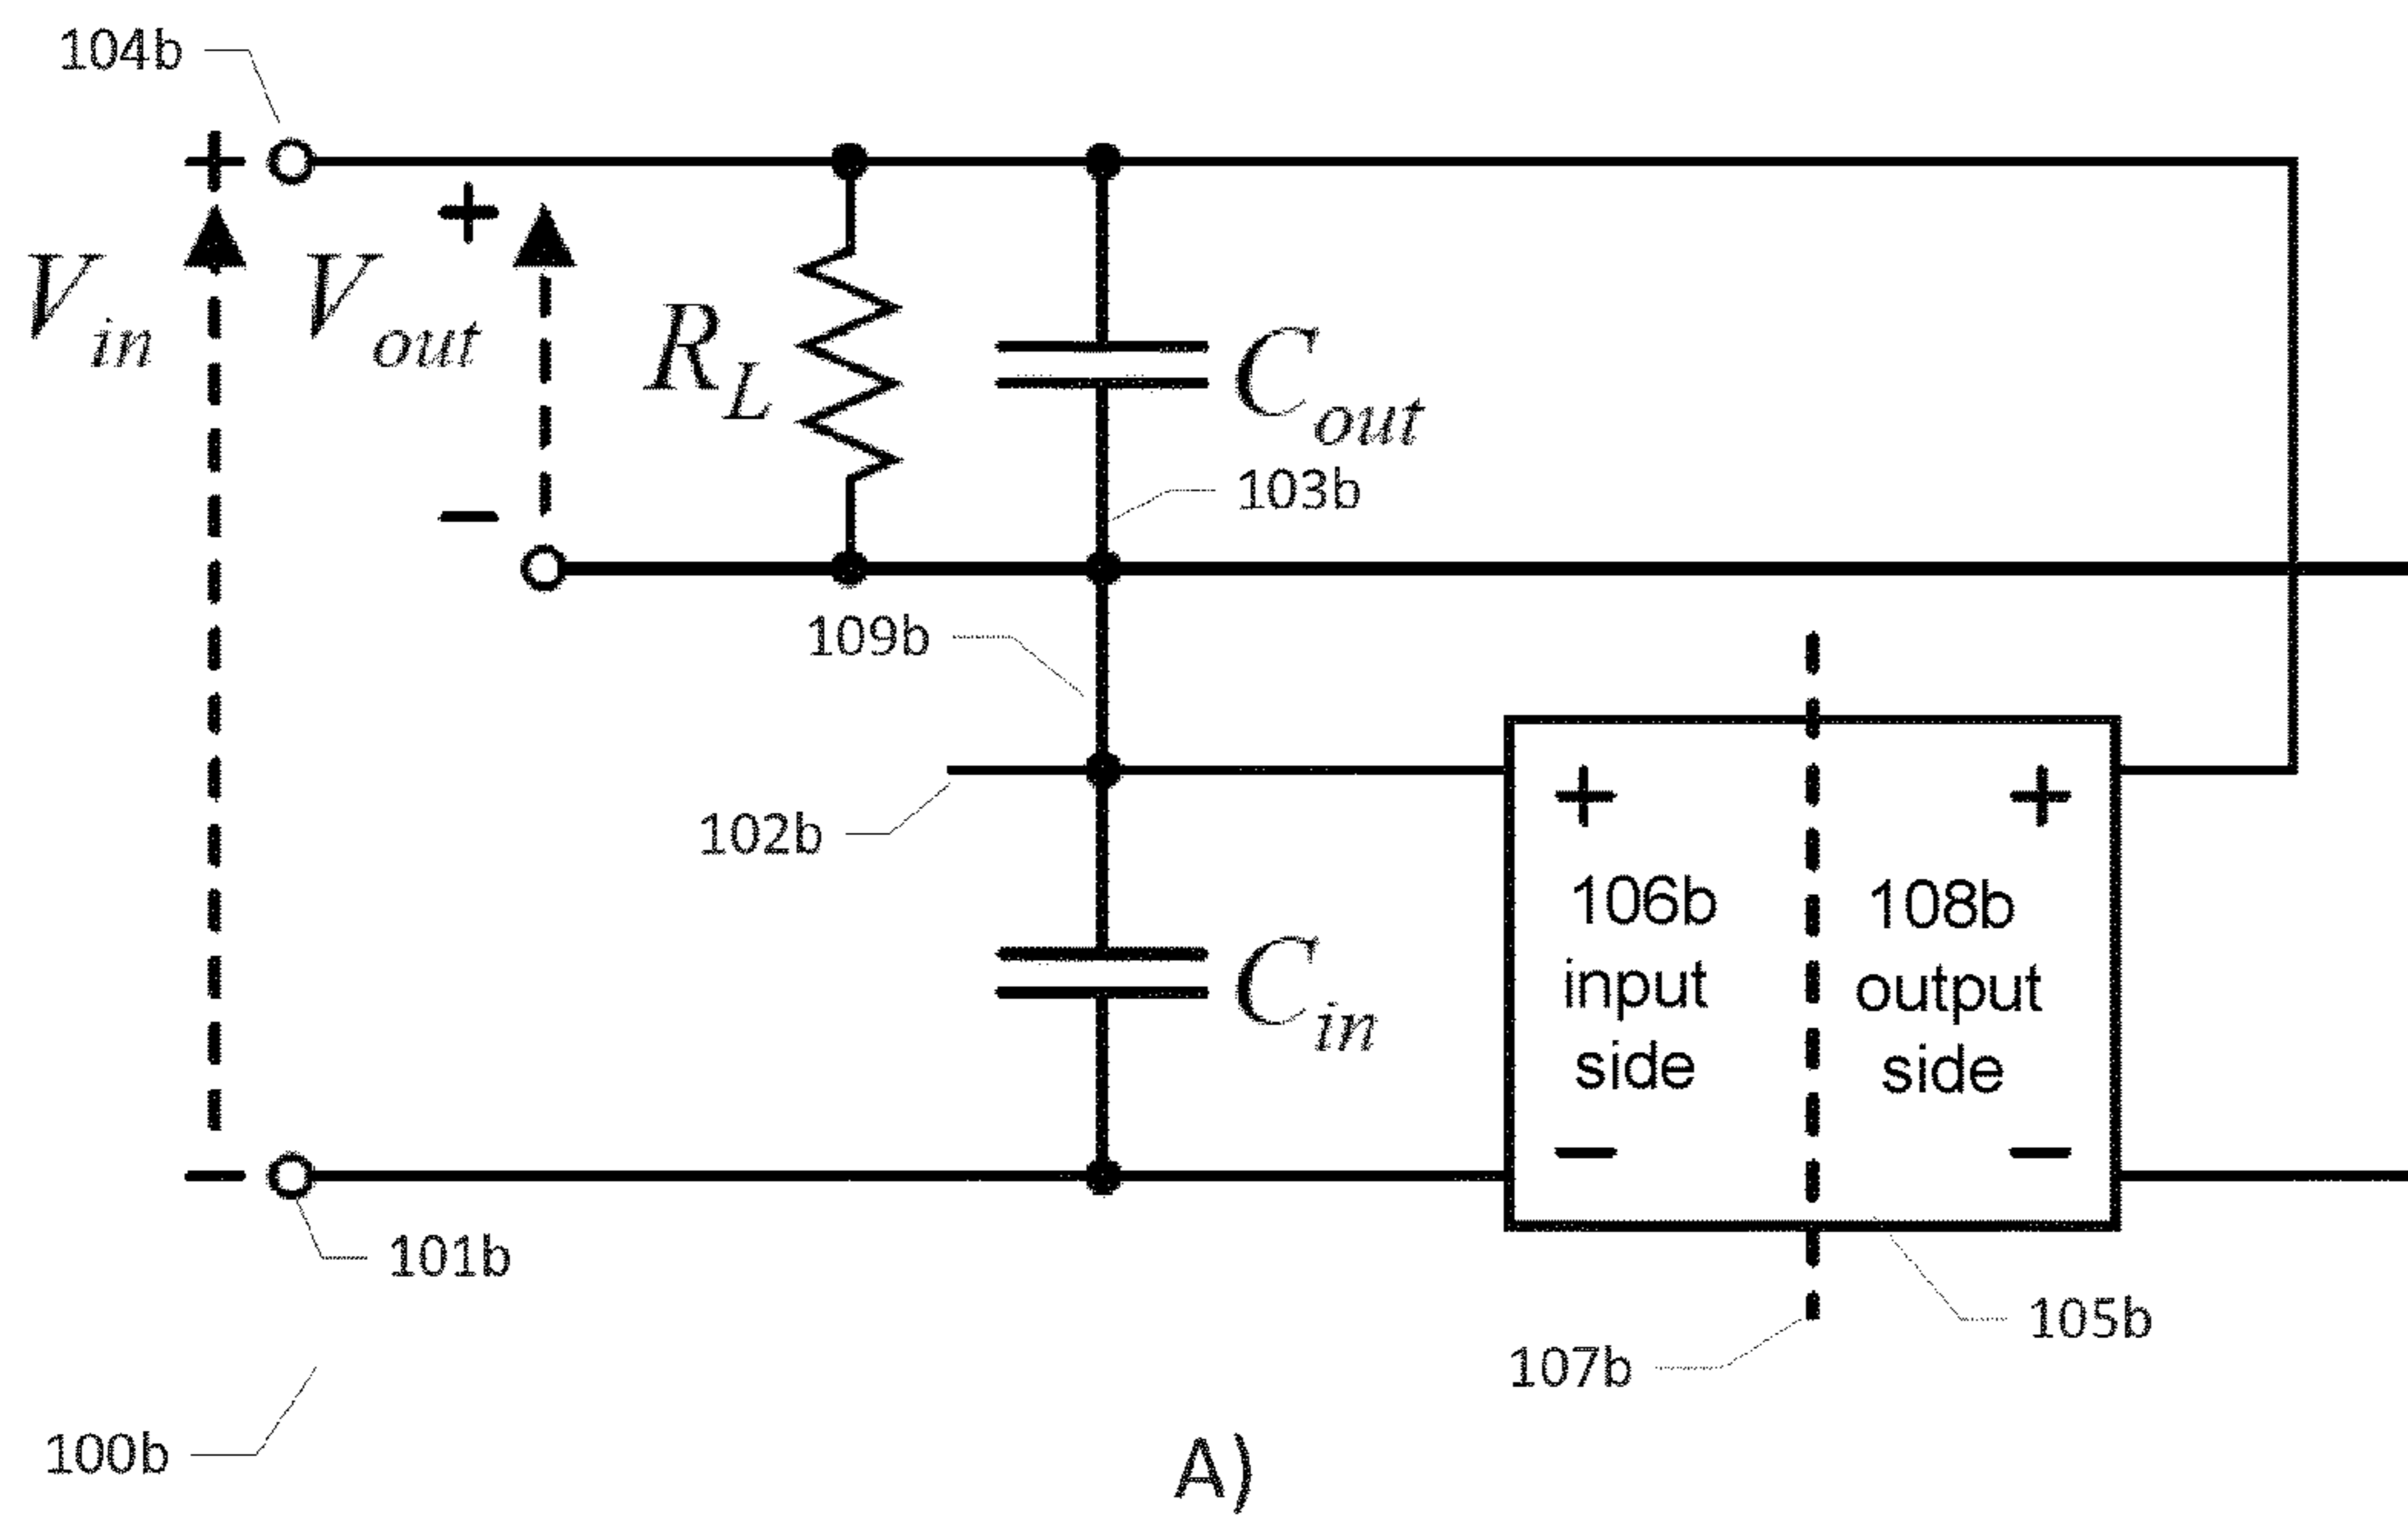 104b
+
+
V_in
V_out
R_L
C_out
−
103b
109b
102b
+
+
106b
input
side
108b
output
side
C_in
−
−
−
101b
105b
107b
100b
A)